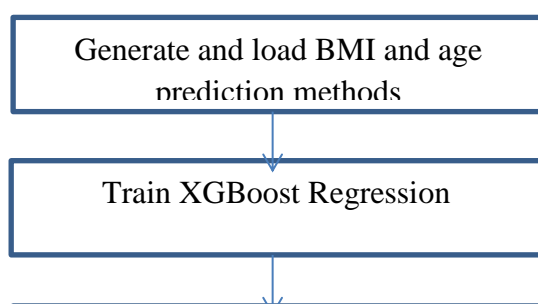 Generate and load BMI and age
prediction methods
Train XGBoost Regression